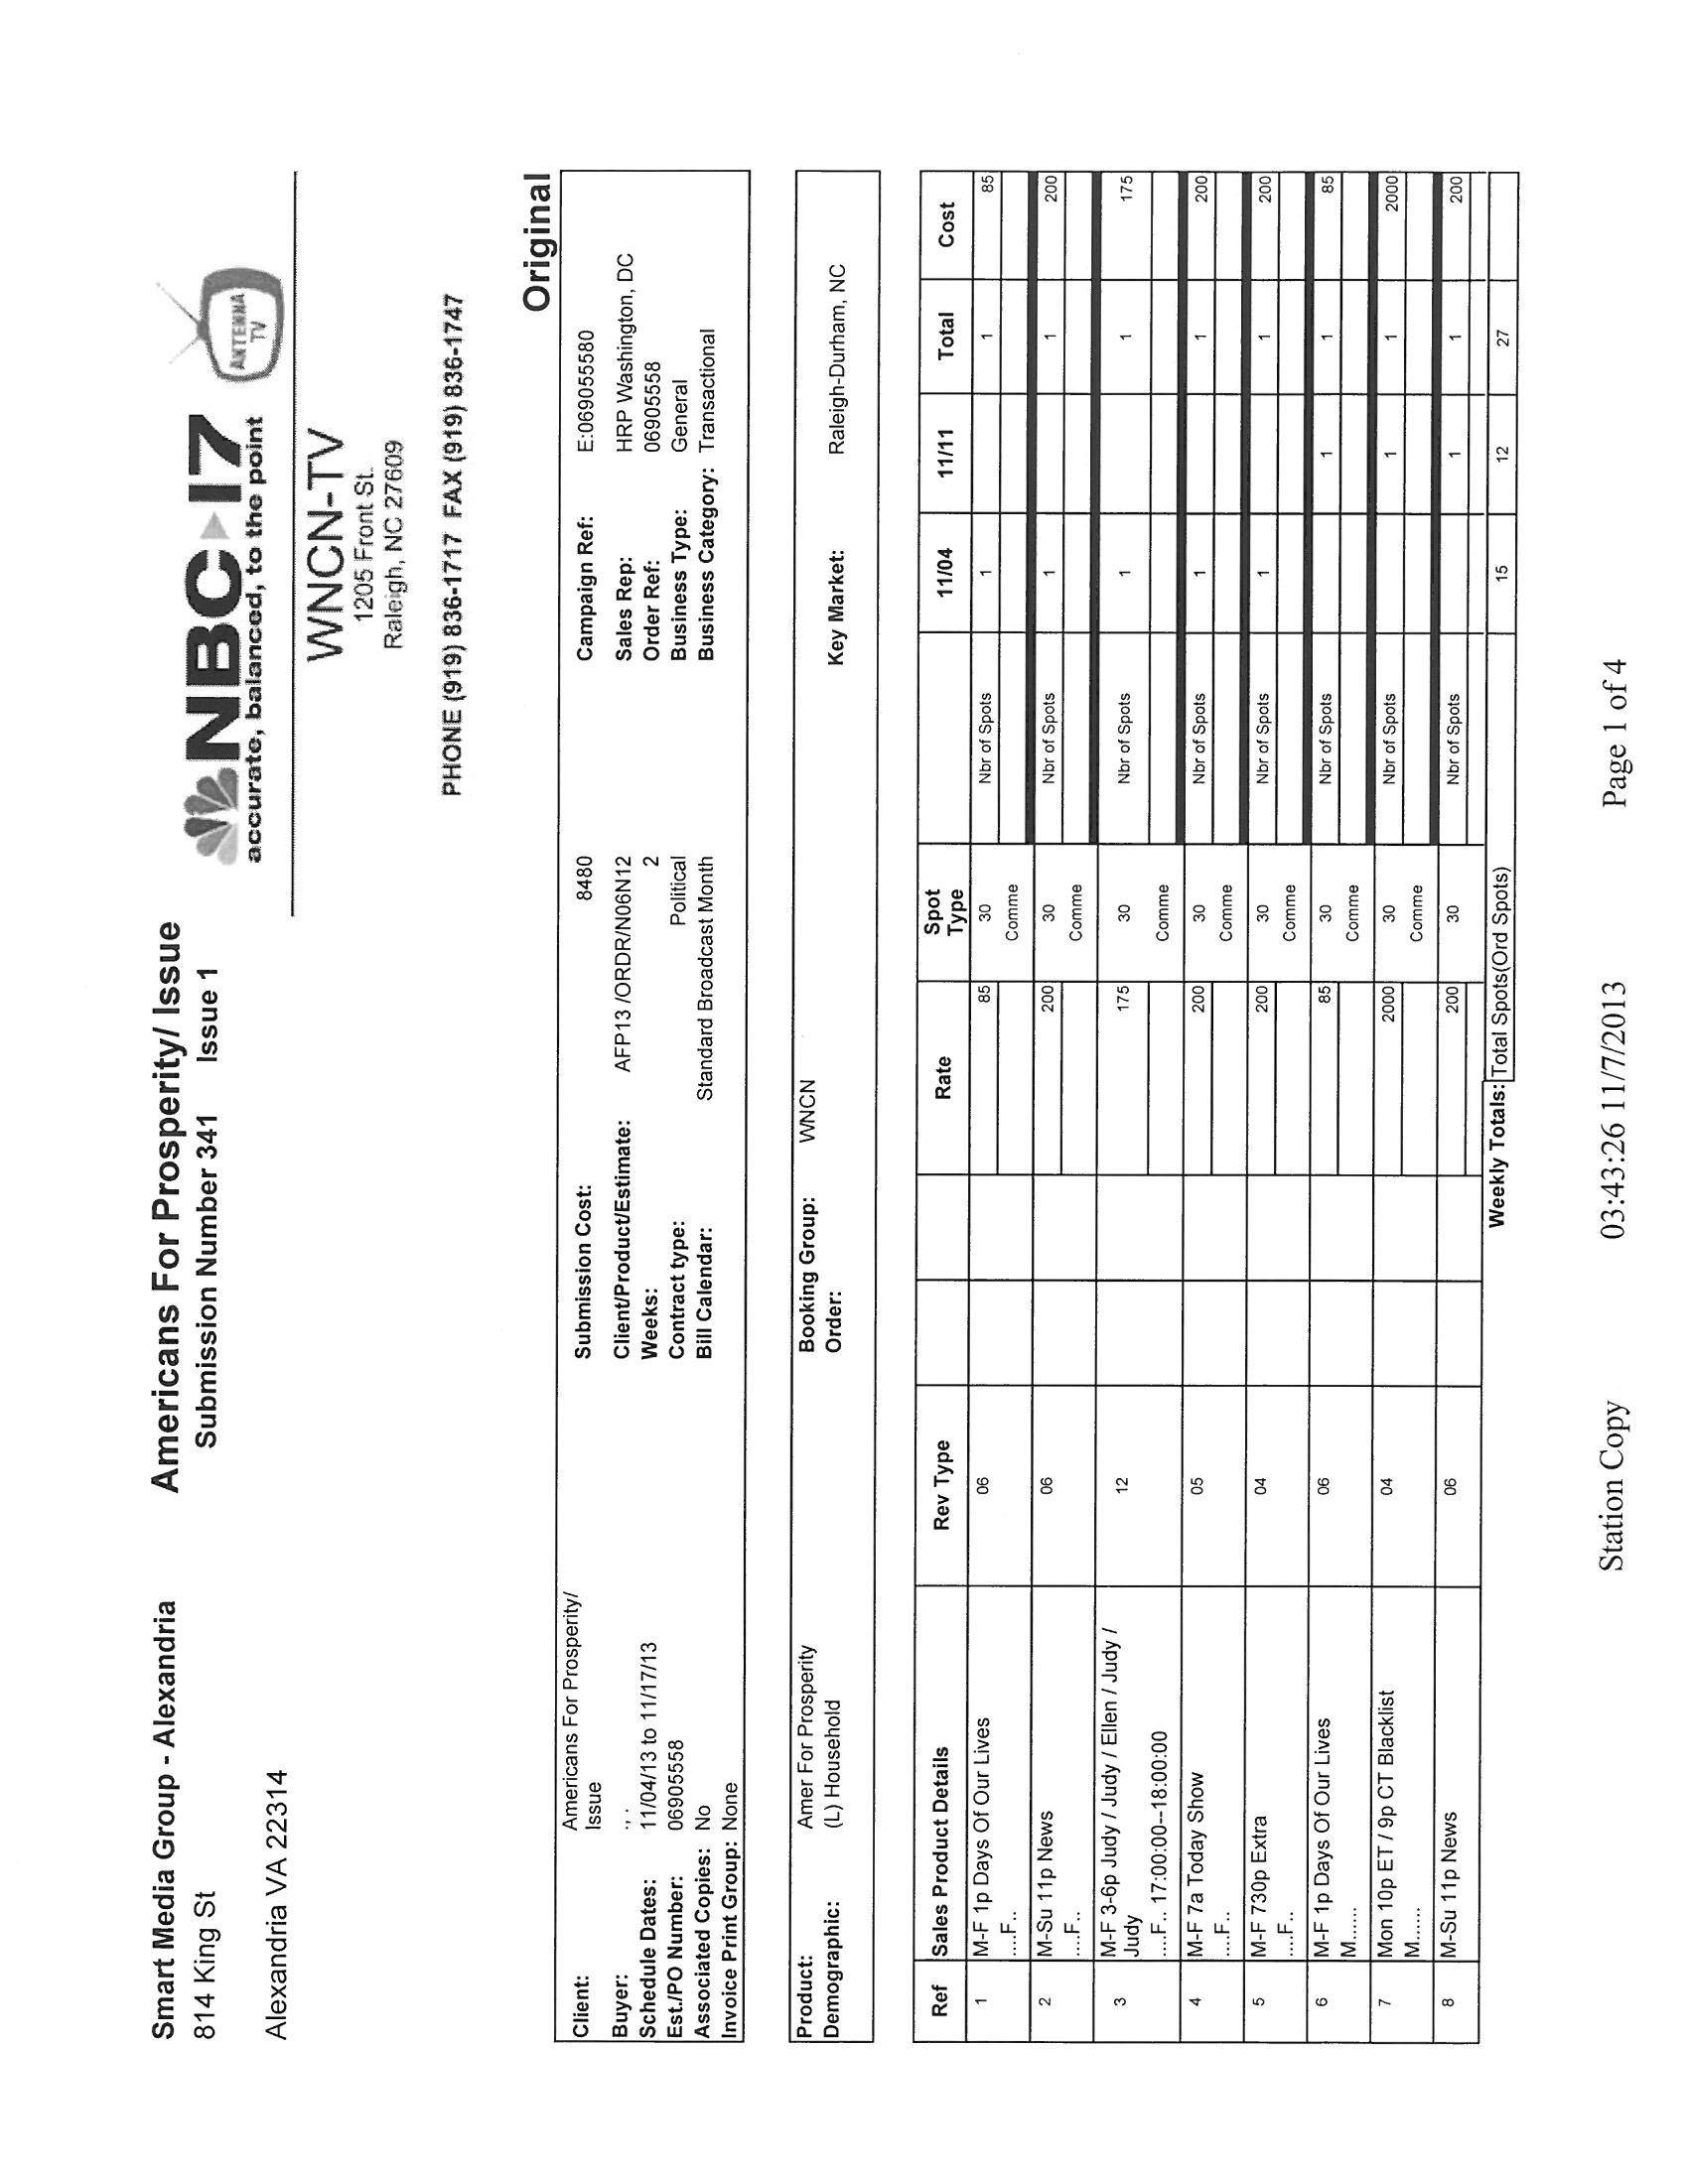 Smart Media Group - Alexandria
814 King St
Alexandria VA 22314
Americans For Prosperity/ Issue
Submission Number 341 Issue 1
NBC 17
accurate, balanced, to the point
ANTENNA
TV
WNCN-TV
1205 Front St.
Raleigh, NC 27609
PHONE (919) 836-1717 FAX (919) 836-1747
Original
Client: Americans For Prosperity/ Submission Cost: 8480 Campaign Ref: E:069055580
Issue
Buyer: ., . Client/Product/Estimate: AFP13 /ORDR/N06N12 Sales Rep: HRP Washington, DC
Schedule Dates: 11/04/13 to 11/17/13 Weeks: 2 Order Ref: 06905558
Est./PO Number: 06905558 Contract type: Political Business Type: General
Associated Copies: No Bill Calendar: Standard Broadcast Month Business Category: Transactional
Invoice Print Group: None
Product: Amer For Prosperity Booking Group: WNCN
Demographic: (L) Household Order: Key Market: Raleigh-Durham, NC
Ref Sales Product Details Rev Type Rate Spot Type 11/04 11/11 Total Cost
1 M-F 1p Days Of Our Lives 06 85 30 Nbr of Spots 1 1 85
....F.. Comme
2 M-Su 11p News 06 200 30 Nbr of Spots 1 1 200
....F.. Comme
3 M-F 3-6p Judy / Judy / Ellen / Judy / 12 175 30 Nbr of Spots 1 1 175
Judy
....F.. 17:00:00--18:00:00 Comme
4 M-F 7a Today Show 05 200 30 Nbr of Spots 1 1 200
....F.. Comme
5 M-F 730p Extra 04 200 30 Nbr of Spots 1 1 200
....F.. Comme
6 M-F 1p Days Of Our Lives 06 85 30 Nbr of Spots 1 1 85
M...... Comme
7 Mon 10p ET / 9p CT Blacklist 04 2000 30 Nbr of Spots 1 1 2000
M...... Comme
8 M-Su 11p News 06 200 30 Nbr of Spots 1 1 200
Weekly Totals: Total Spots(Ord Spots) 15 12 27
Station Copy 03:43:26 11/7/2013 Page 1 of 4